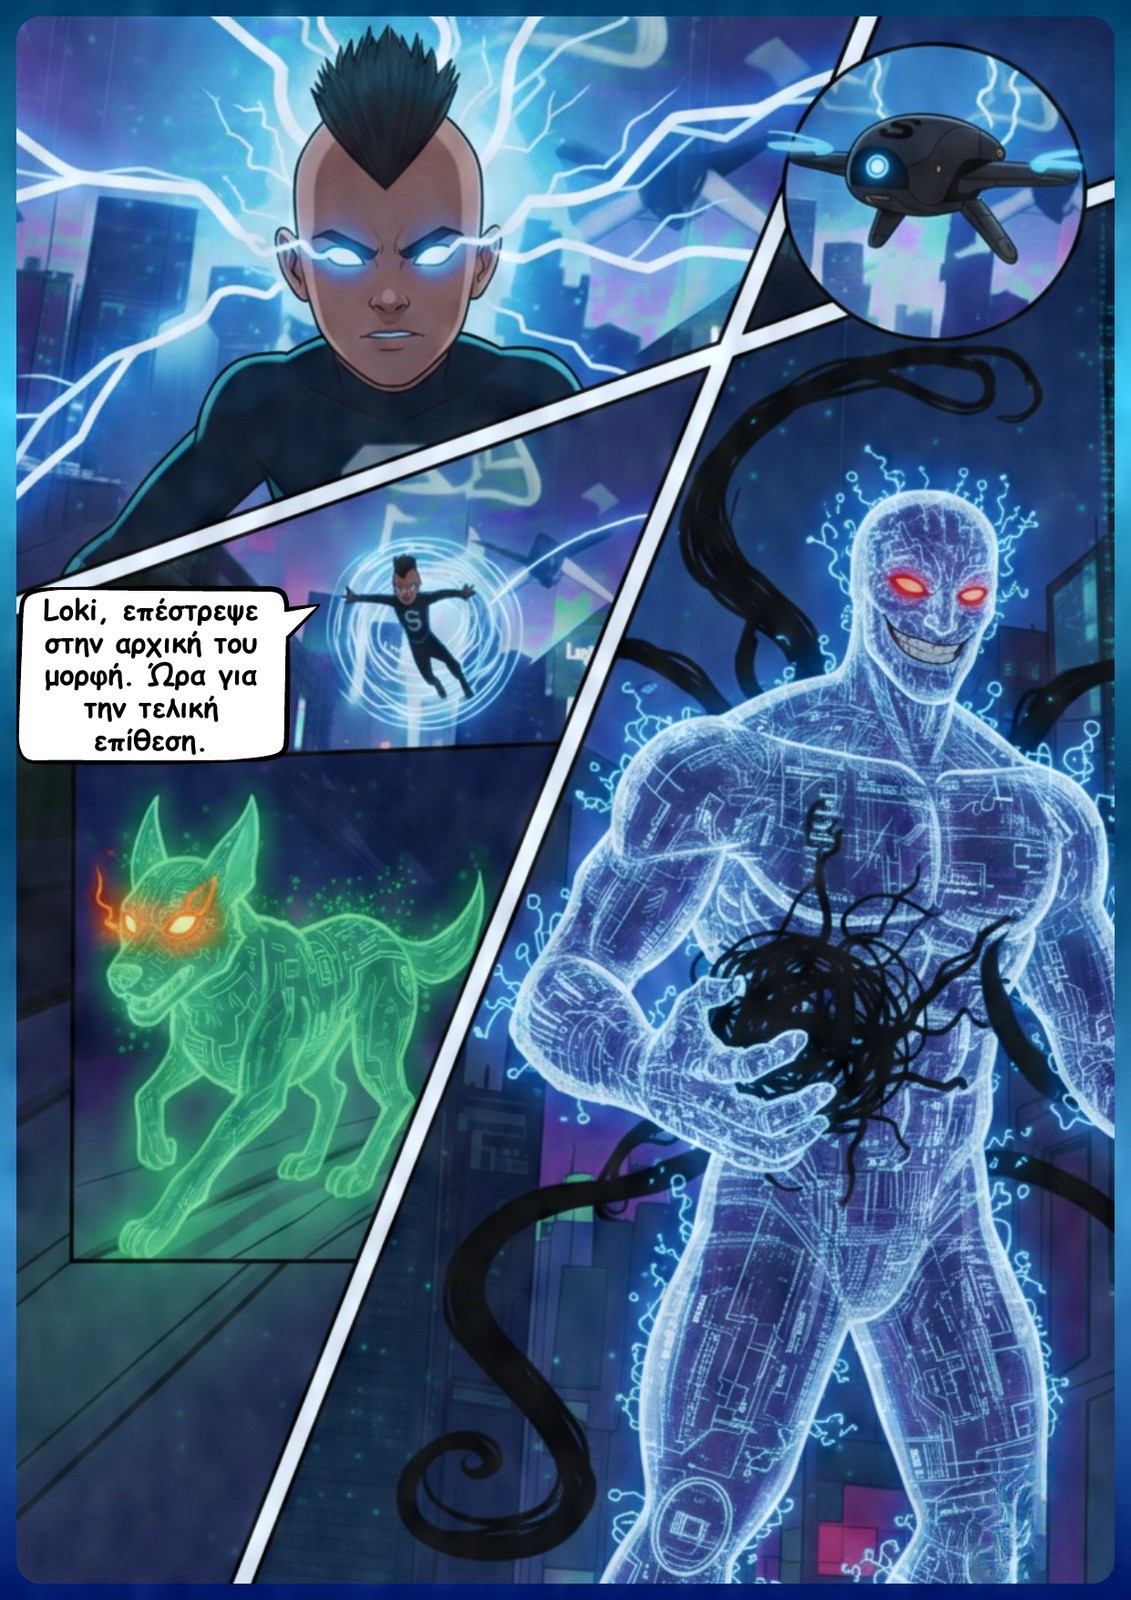 S
Loki, επέστρεψε
στην αρχική του
μορφή. Ώρα για
την τελική
επίθεση.
S